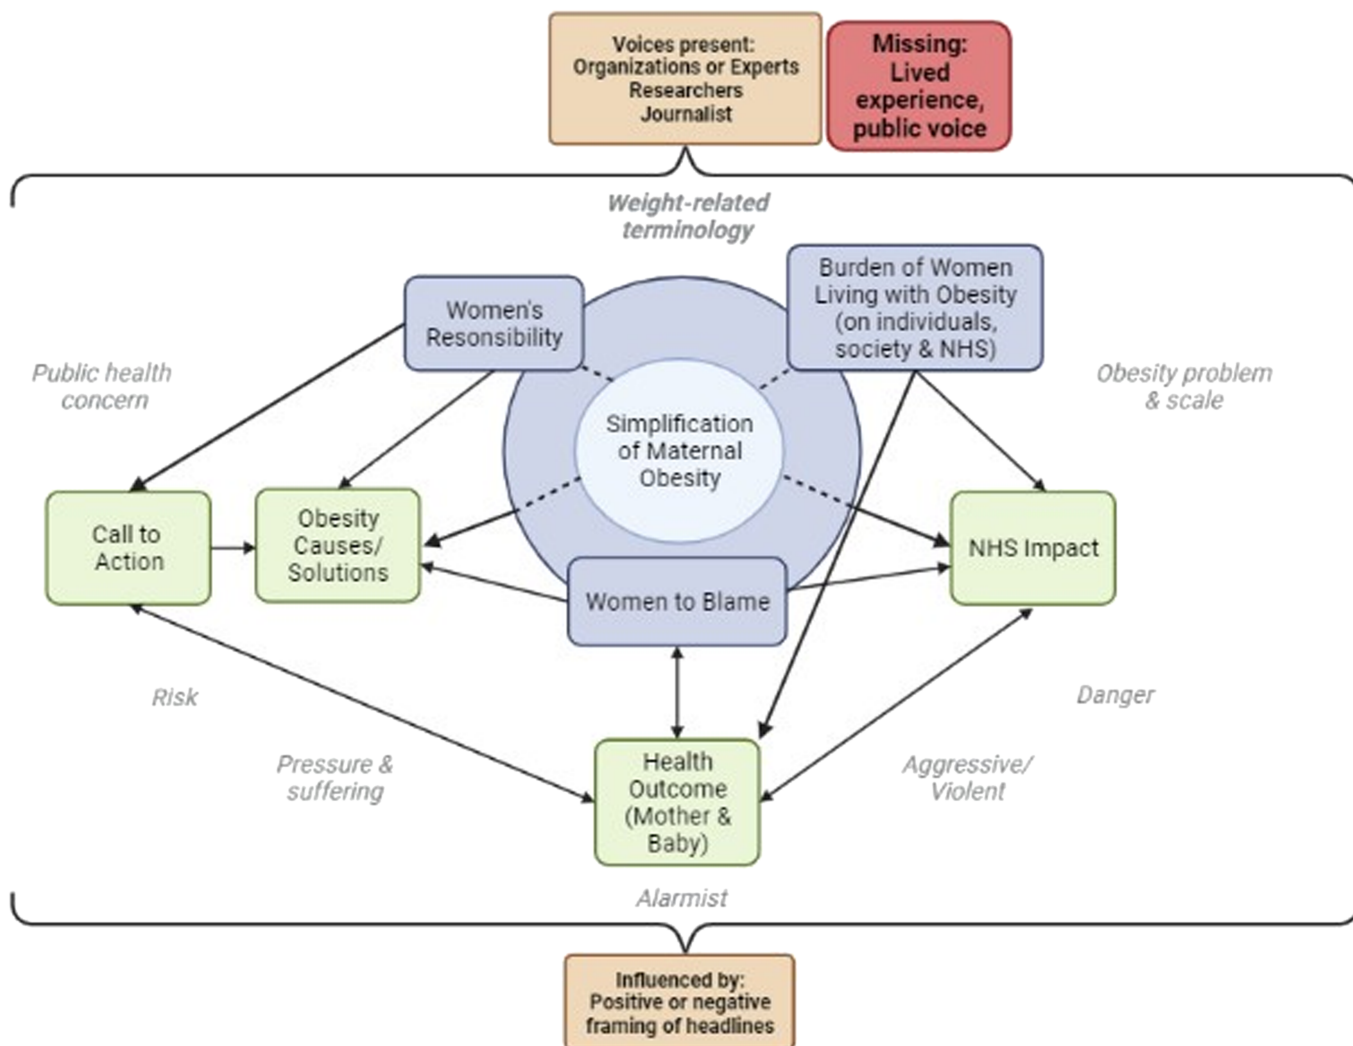 Voices present:
Organizations or Experts
Researchers
Journalist
Missing:
Lived
experience,
public voice
Weight-related
terminology
Women's
Resonsibility
Burden of Women
Living with Obesity
(on individuals,
society & NHS)
Public health
concern
Obesity problem
& scale
Simplification
of Maternal
Obesity
Call to
Action
Obesity
Causes/
Solutions
NHS Impact
Women to Blame
Risk
Danger
Pressure &
suffering
Aggressive/
Violent
Health
Outcome
(Mother &
Baby)
Alarmist
Influenced by:
Positive or negative
framing of headlines